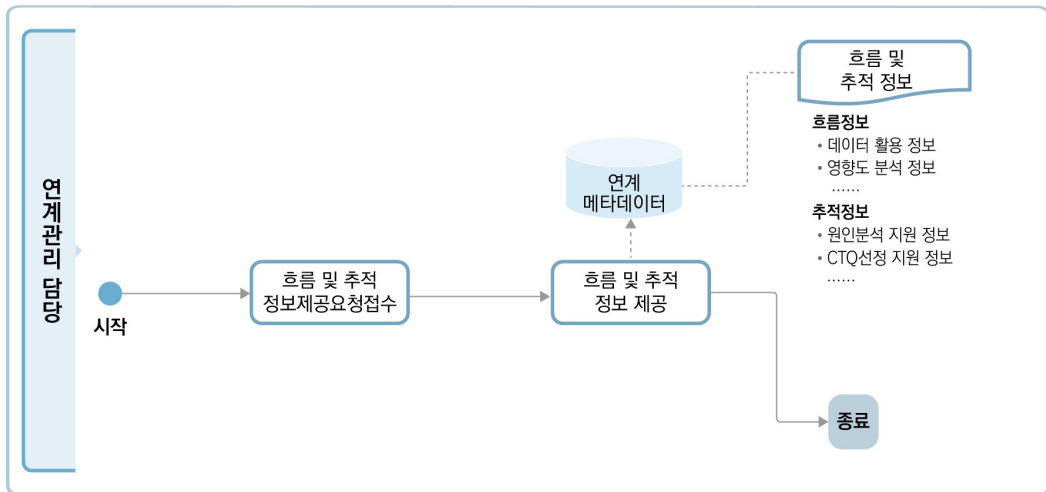 연계관리 담당
시작
흐름 및 추적
정보제공요청접수
흐름 및 추적
정보 제공
연계
메타데이터
흐름 및
추적 정보
흐름정보
• 데이터 활용 정보
• 영향도 분석 정보
……
추적정보
• 원인분석 지원 정보
• CTQ선정 지원 정보
……
종료